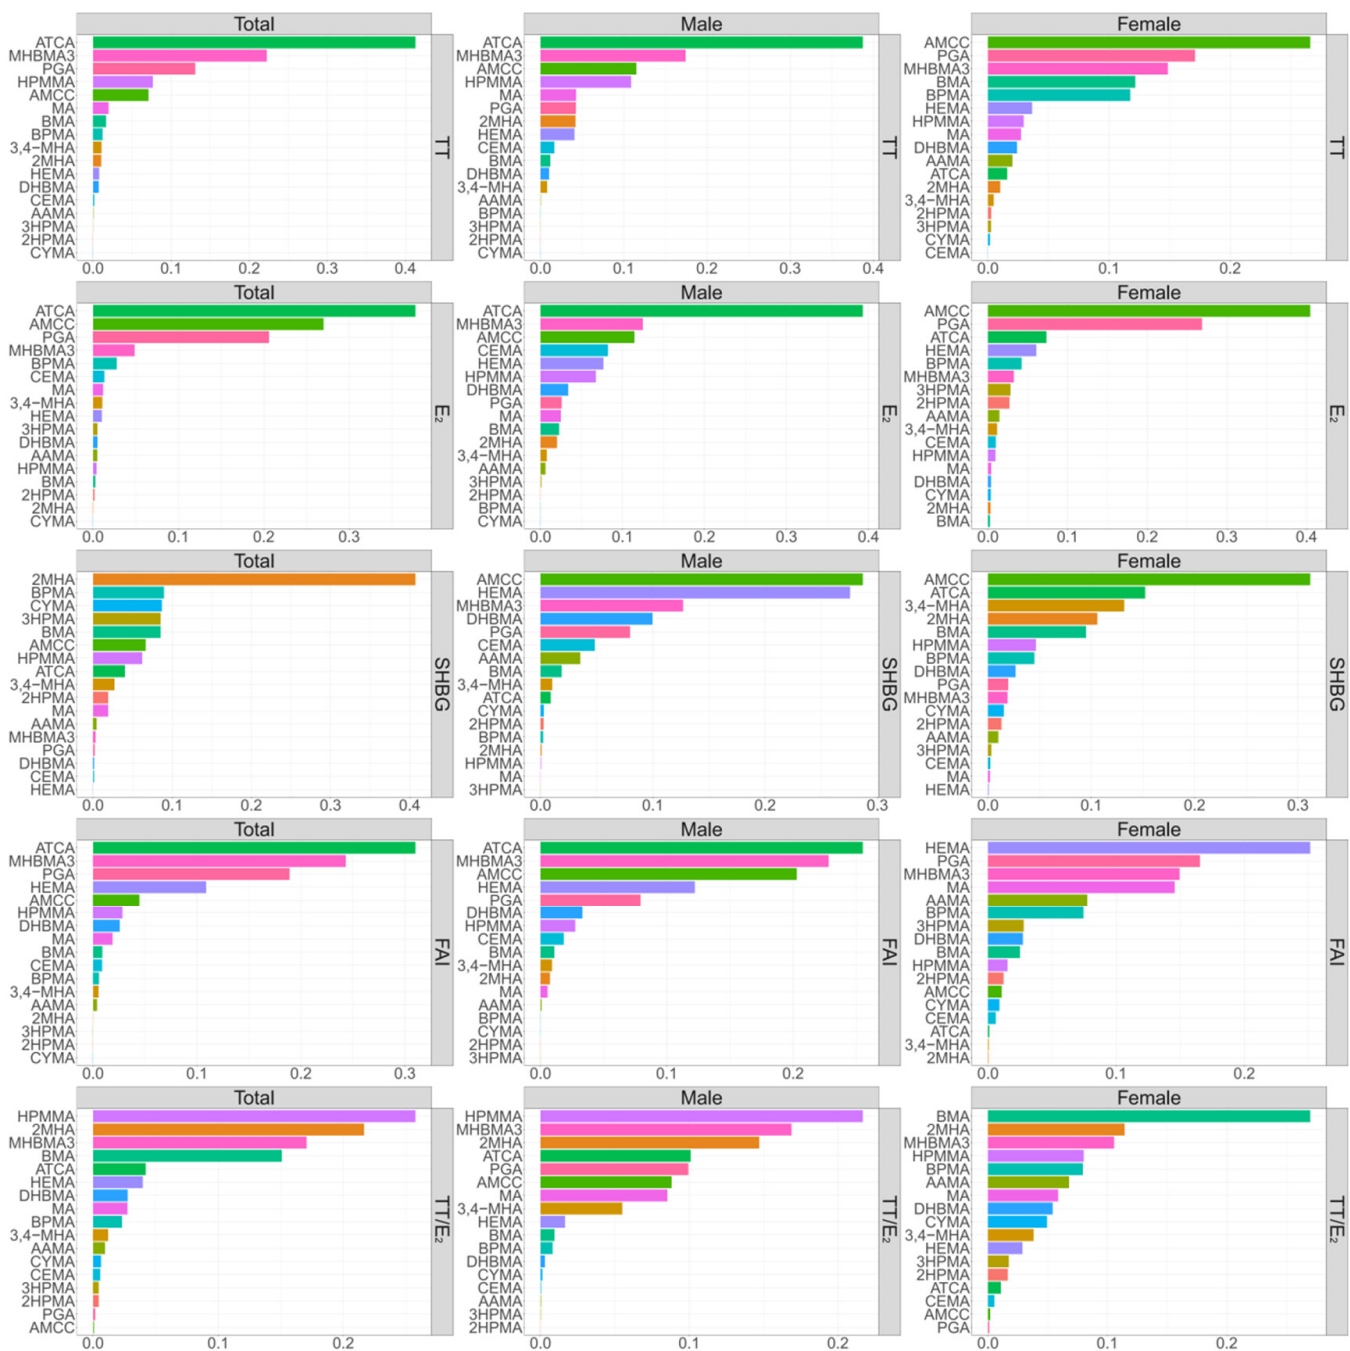 Total
ATCA
MHBMA3
PGA
HPMMA
AMCC
MA
BMA
BPMA
3,4−MHA
2MHA
HEMA
DHBMA
CEMA
AAMA
3HPMA
2HPMA
CYMA
0.0 0.1 0.2 0.3 0.4
Male
ATCA
MHBMA3
AMCC
HPMMA
MA
PGA
2MHA
HEMA
CEMA
BMA
DHBMA
3,4−MHA
AAMA
BPMA
3HPMA
2HPMA
CYMA
0.0 0.1 0.2 0.3 0.4
Female
AMCC
PGA
MHBMA3
BMA
BPMA
HEMA
HPMMA
MA
DHBMA
AAMA
ATCA
2MHA
3,4−MHA
2HPMA
3HPMA
CYMA
CEMA
0.0 0.1 0.2
TT
TT
TT
Total
ATCA
AMCC
PGA
MHBMA3
BPMA
CEMA
MA
3,4−MHA
HEMA
3HPMA
DHBMA
AAMA
HPMMA
BMA
2HPMA
2MHA
CYMA
0.0 0.1 0.2 0.3
Male
ATCA
MHBMA3
AMCC
CEMA
HEMA
HPMMA
DHBMA
PGA
MA
BMA
2MHA
3,4−MHA
AAMA
3HPMA
2HPMA
BPMA
CYMA
0.0 0.1 0.2 0.3 0.4
Female
AMCC
PGA
ATCA
HEMA
BPMA
MHBMA3
3HPMA
2HPMA
AAMA
3,4−MHA
CEMA
HPMMA
MA
DHBMA
CYMA
2MHA
BMA
0.0 0.1 0.2 0.3 0.4
E₂
E₂
E₂
Total
2MHA
BPMA
CYMA
3HPMA
BMA
AMCC
HPMMA
ATCA
3,4−MHA
2HPMA
MA
AAMA
MHBMA3
PGA
DHBMA
CEMA
HEMA
0.0 0.1 0.2 0.3 0.4
Male
AMCC
HEMA
MHBMA3
DHBMA
PGA
CEMA
AAMA
BMA
3,4−MHA
ATCA
CYMA
2HPMA
BPMA
2MHA
HPMMA
MA
3HPMA
0.0 0.1 0.2 0.3
Female
AMCC
ATCA
3,4−MHA
2MHA
BMA
HPMMA
BPMA
DHBMA
PGA
MHBMA3
CYMA
2HPMA
AAMA
3HPMA
CEMA
MA
HEMA
0.0 0.1 0.2 0.3
SHBG
SHBG
SHBG
Total
ATCA
MHBMA3
PGA
HEMA
AMCC
HPMMA
DHBMA
MA
BMA
CEMA
BPMA
3,4−MHA
AAMA
2MHA
3HPMA
2HPMA
CYMA
0.0 0.1 0.2 0.3
Male
ATCA
MHBMA3
AMCC
HEMA
PGA
DHBMA
HPMMA
CEMA
BMA
3,4−MHA
2MHA
MA
AAMA
BPMA
CYMA
2HPMA
3HPMA
0.0 0.1 0.2
Female
HEMA
PGA
MHBMA3
MA
AAMA
BPMA
3HPMA
DHBMA
BMA
HPMMA
2HPMA
AMCC
CYMA
CEMA
ATCA
3,4−MHA
2MHA
0.0 0.1 0.2
FAI
FAI
FAI
Total
HPMMA
2MHA
MHBMA3
BMA
ATCA
HEMA
DHBMA
MA
BPMA
3,4−MHA
AAMA
CYMA
CEMA
3HPMA
2HPMA
PGA
AMCC
0.0 0.1 0.2
Male
HPMMA
MHBMA3
2MHA
ATCA
PGA
AMCC
MA
3,4−MHA
HEMA
BMA
BPMA
DHBMA
CYMA
CEMA
AAMA
3HPMA
2HPMA
0.0 0.1 0.2
Female
BMA
2MHA
MHBMA3
HPMMA
BPMA
AAMA
MA
DHBMA
CYMA
3,4−MHA
HEMA
3HPMA
2HPMA
ATCA
CEMA
AMCC
PGA
0.0 0.1 0.2
TT/E₂
TT/E₂
TT/E₂